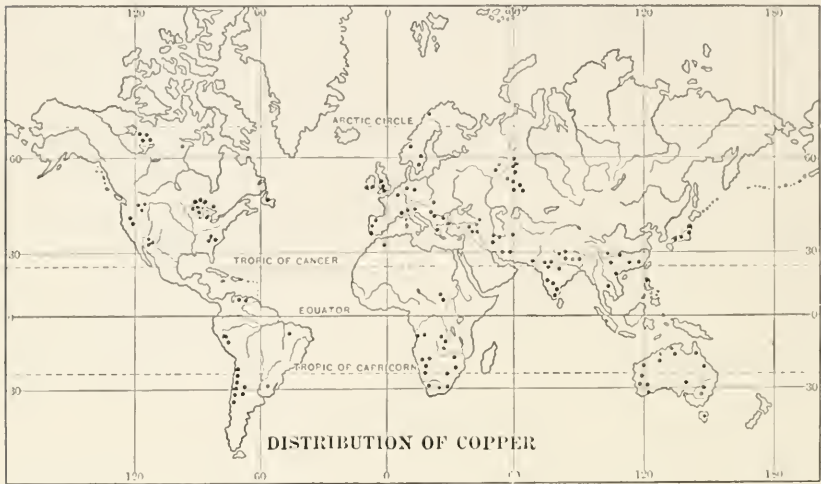 120 60 0 60 120 180
ARCTIC CIRCLE
60 60
30 30
TROPIC OF CANCER
EQUATOR
0 0
TROPIC OF CAPRICORN
30 30
DISTRIBUTION OF COPPER
120 60 0 60 120 180